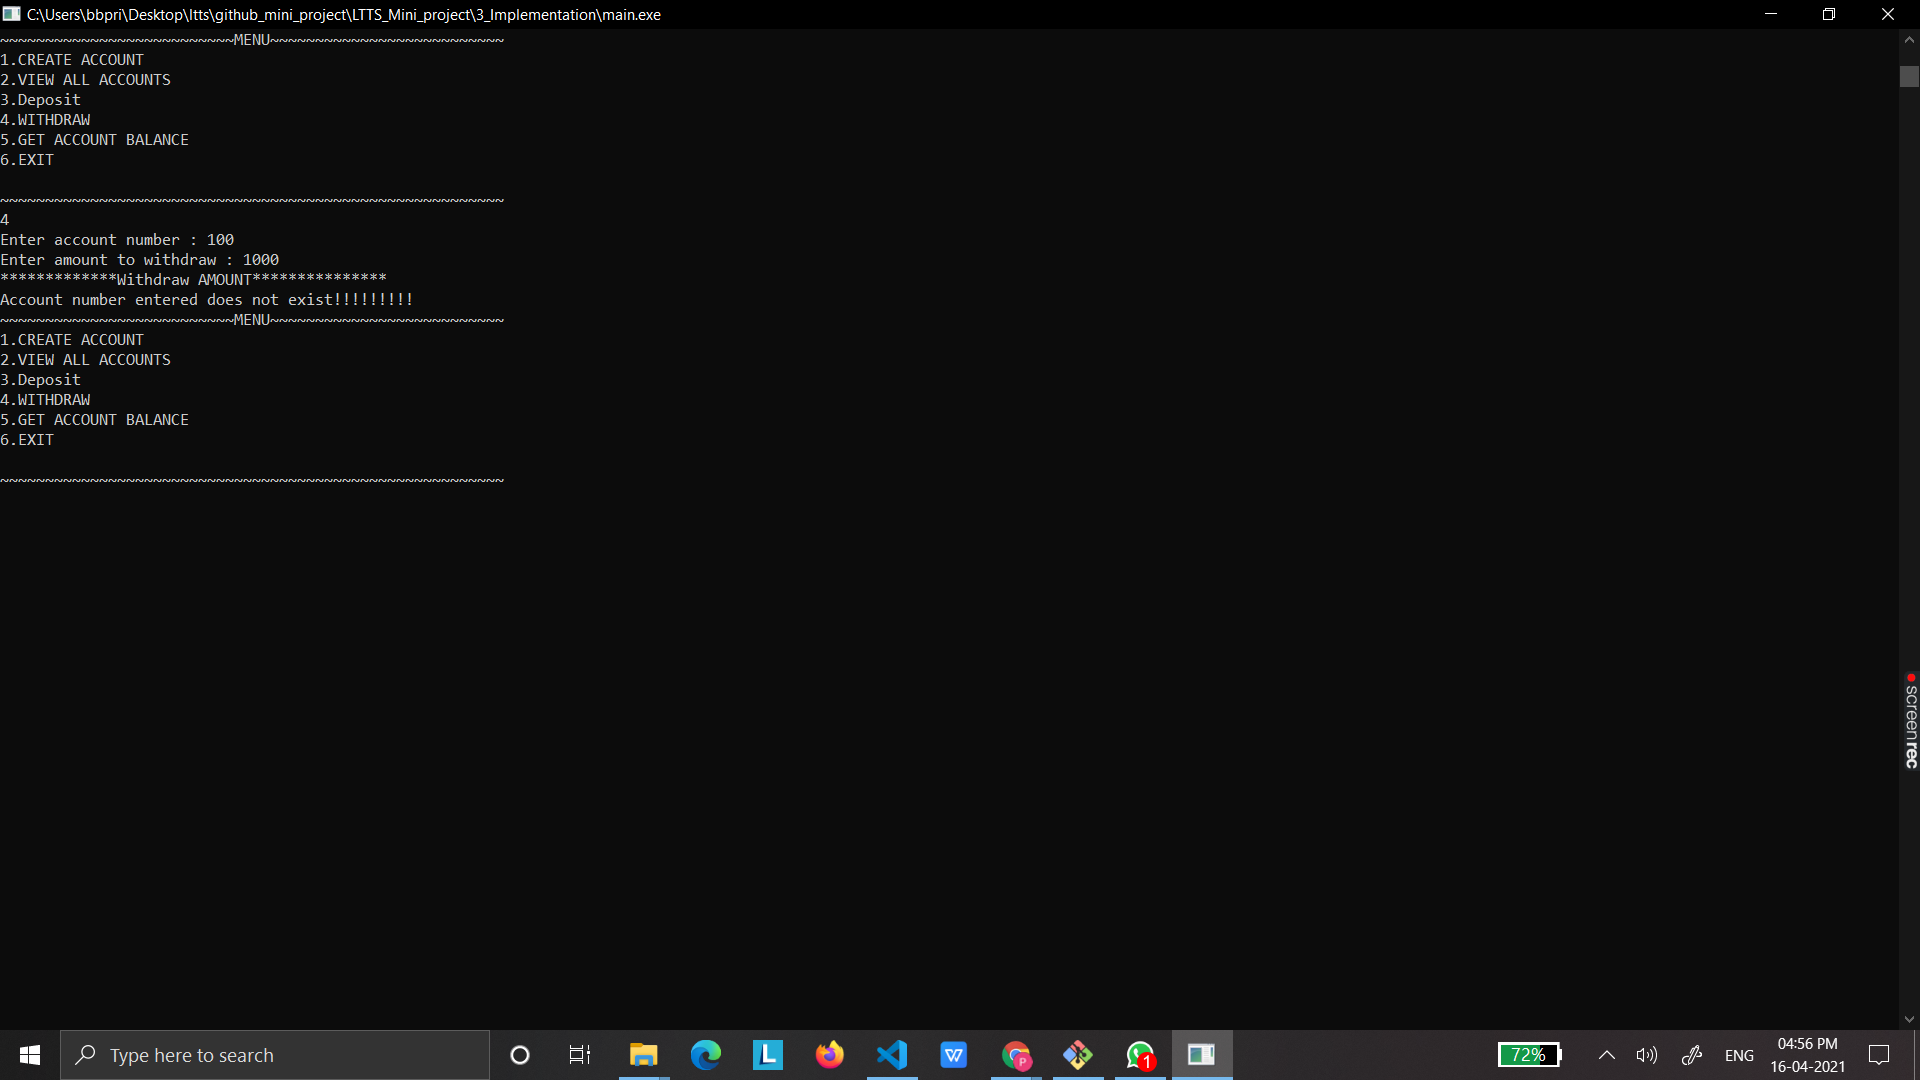 C:\Users\bbpri\Desktop\ltts\github_mini_project\LTTS_Mini_project\3_Implementation\main.exe
~~~~~~~~~~~~~~~~~~~~~~~~~~MENU~~~~~~~~~~~~~~~~~~~~~~~~~~
1.CREATE ACCOUNT
2.VIEW ALL ACCOUNTS
3.Deposit
4.WITHDRAW
5.GET ACCOUNT BALANCE
6.EXIT
~~~~~~~~~~~~~~~~~~~~~~~~~~~~~~~~~~~~~~~~~~~~~~~~~~~~~~~~
4
Enter account number : 100
Enter amount to withdraw : 1000
*************Withdraw AMOUNT***************
Account number entered does not exist!!!!!!!!!
~~~~~~~~~~~~~~~~~~~~~~~~~~MENU~~~~~~~~~~~~~~~~~~~~~~~~~~
1.CREATE ACCOUNT
2.VIEW ALL ACCOUNTS
3.Deposit
4.WITHDRAW
5.GET ACCOUNT BALANCE
6.EXIT
~~~~~~~~~~~~~~~~~~~~~~~~~~~~~~~~~~~~~~~~~~~~~~~~~~~~~~~~
screenrec
Type here to search
L
W
P
1
72%
ENG
04:56 PM
16-04-2021